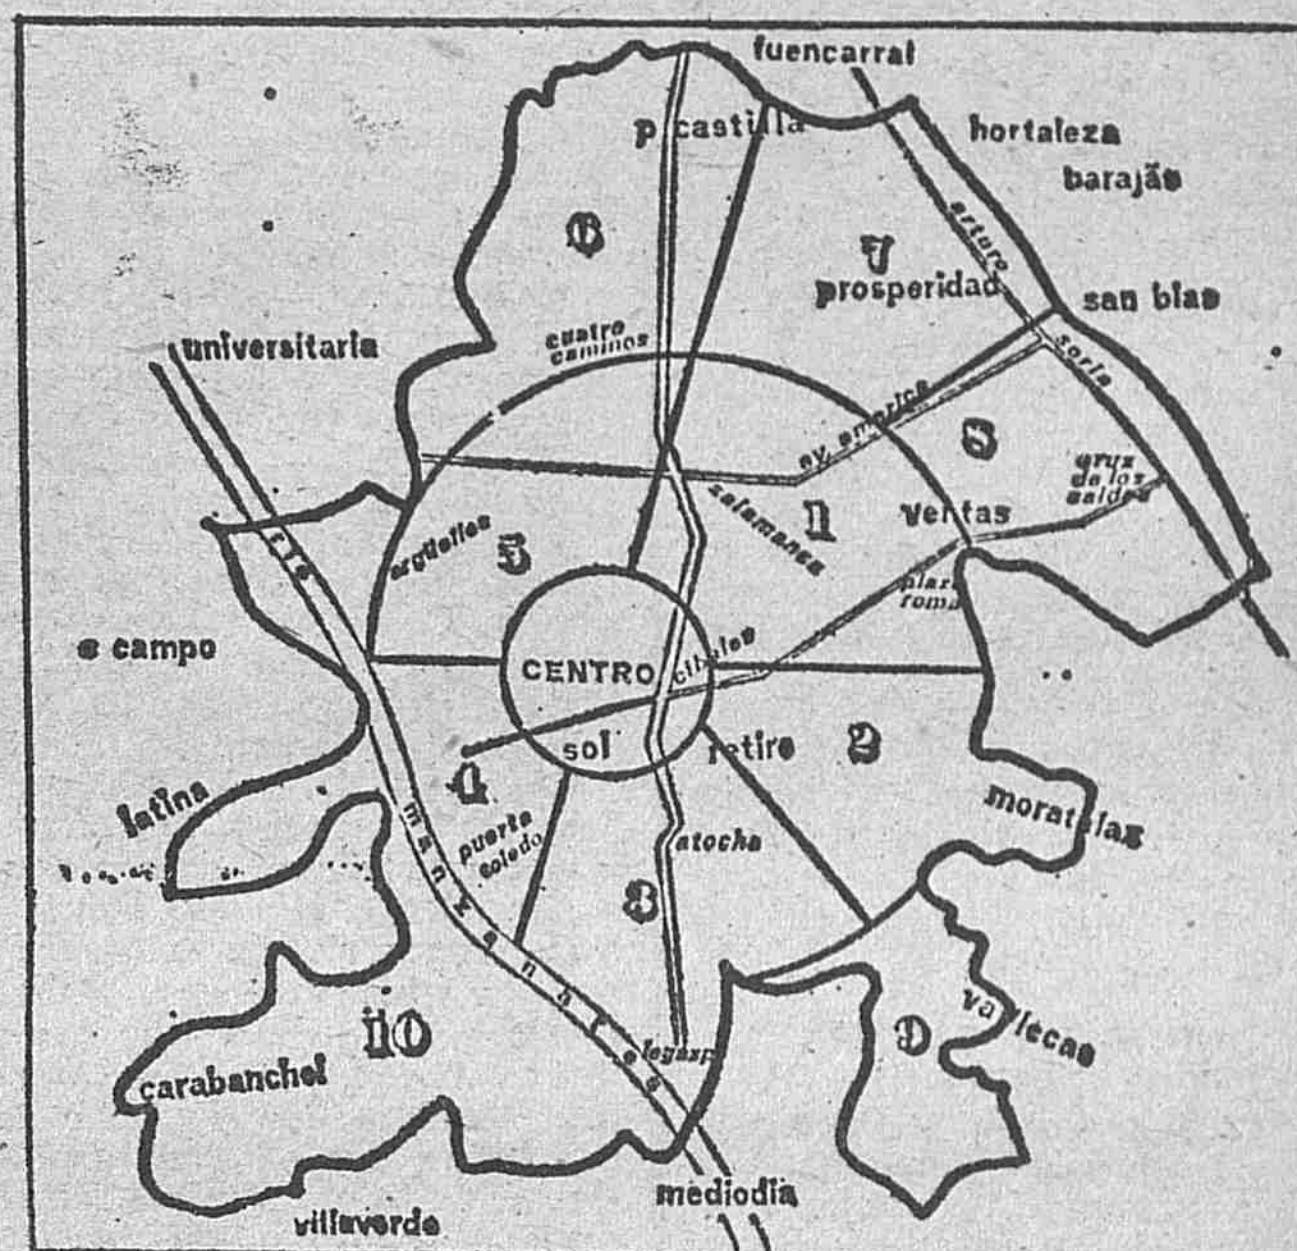 fuencarral
p castilla
hortaleza
barajas
6
7
arturo
prosperidad
san blas
cuatro
caminos
universitaria
soria
av. america
8
cruz
de los
caidos
salamanca
1
ventas
argüelles
5
rio
plaza
roma
e campo
CENTRO
cibeles
sol
retiro
2
4
latina
puerta
toledo
moratalaz
atocha
manzanares
3
vallecas
10
9
legazpi
carabanchel
mediodia
villaverde